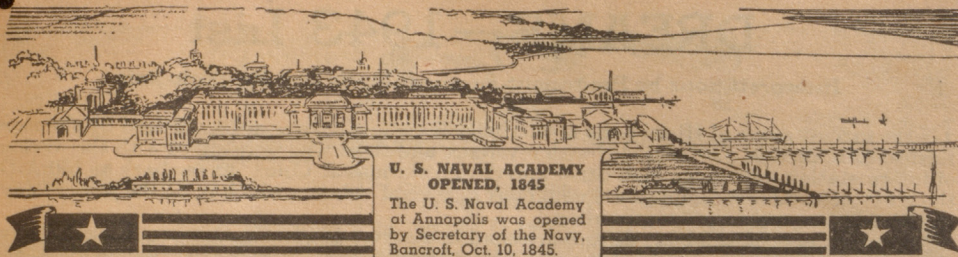 U. S. NAVAL ACADEMY
OPENED, 1845
The U. S. Naval Academy
at Annapolis was opened
by Secretary of the Navy,
Bancroft, Oct. 10, 1845.